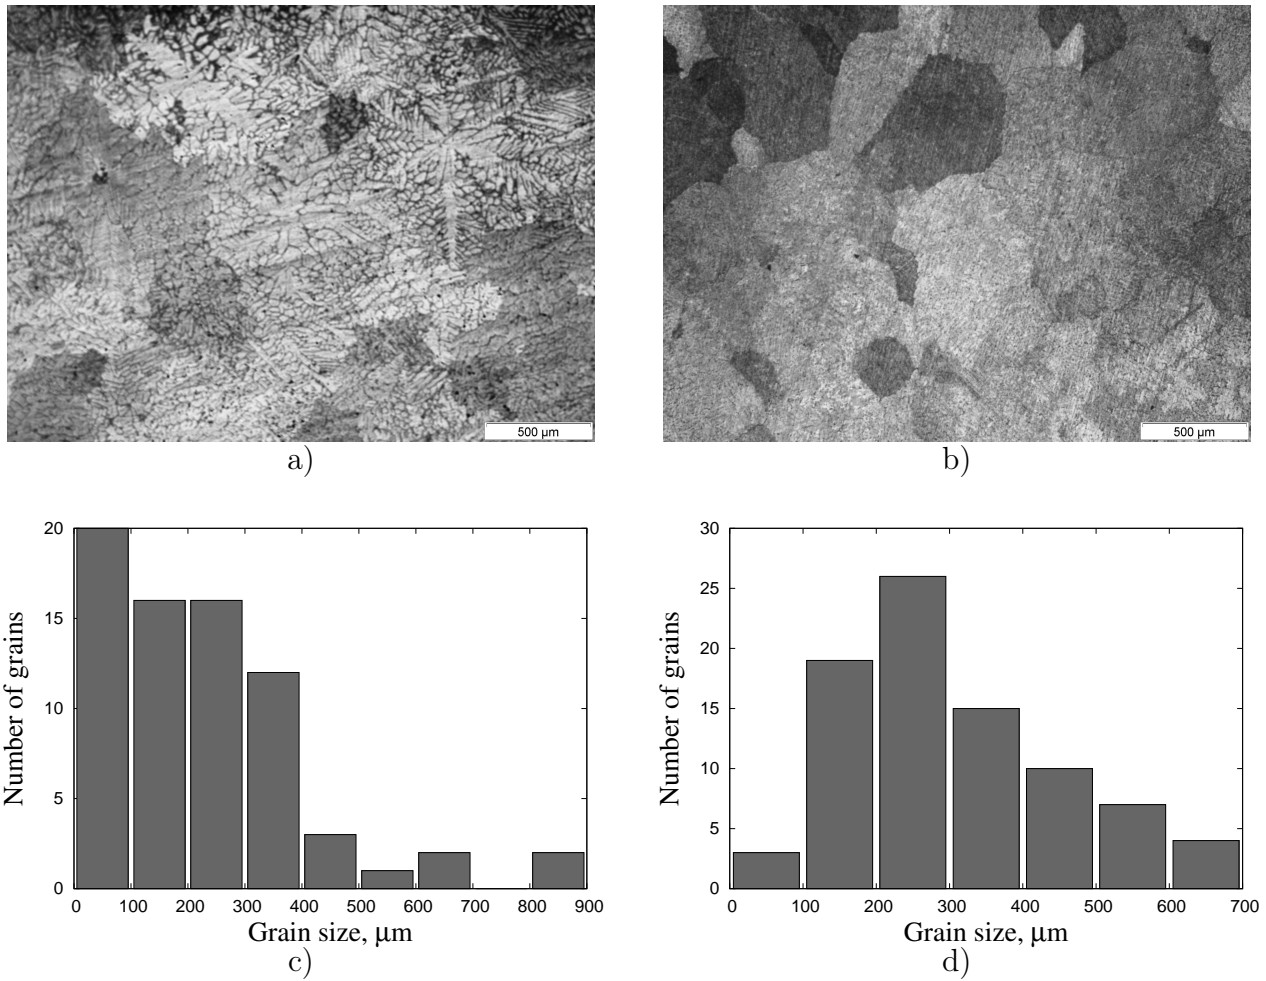 500 µm
500 µm
a)
b)
Number of grains
20
15
10
5
0
0 100 200 300 400 500 600 700 800 900
Grain size, µm
c)
Number of grains
30
25
20
15
10
5
0
0 100 200 300 400 500 600 700
Grain size, µm
d)